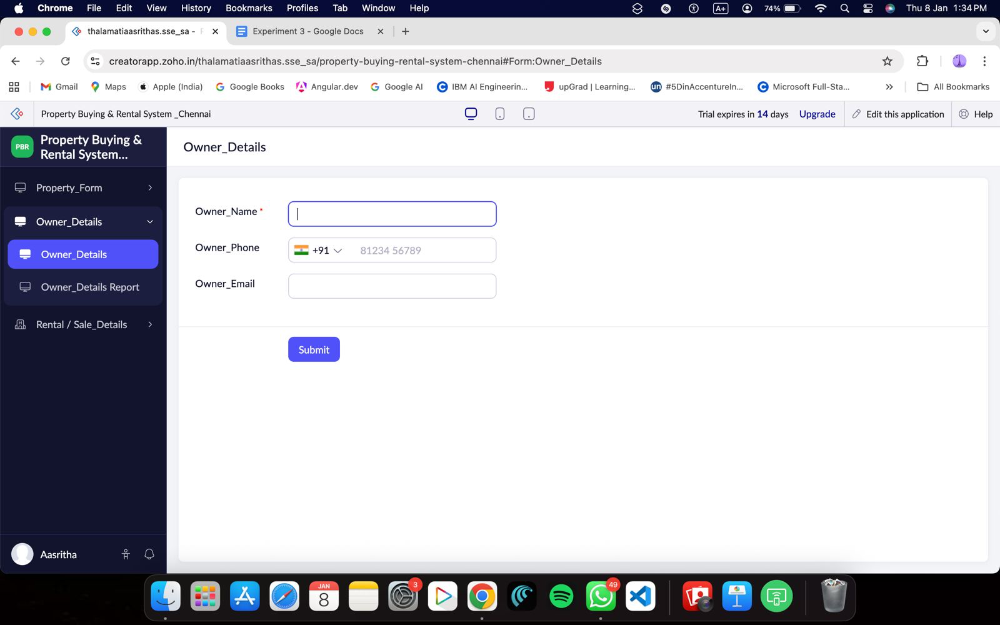 Chrome File Edit View History Bookmarks Profiles Tab Window Help A+ 74% Thu 8 Jan 1:34 PM
thalamatiaasrithas.sse_sa - Experiment 3 - Google Docs
creatorapp.zoho.in/thalamatiaasrithas.sse_sa/property-buying-rental-system-chennai#Form:Owner_Details
Gmail Maps Apple (India) Google Books Angular.dev Google AI IBM AI Engineerin... upGrad | Learning... un #5DinAccentureIn... Microsoft Full-Sta... All Bookmarks
Property Buying & Rental System _Chennai Trial expires in 14 days Upgrade Edit this application Help
PBR Property Buying &
Rental System...
Owner_Details
Property_Form
Owner_Details
Owner_Details
Owner_Details Report
Rental / Sale_Details
Owner_Name *
Owner_Phone +91 81234 56789
Owner_Email
Submit
Aasritha
JAN
8
3
49